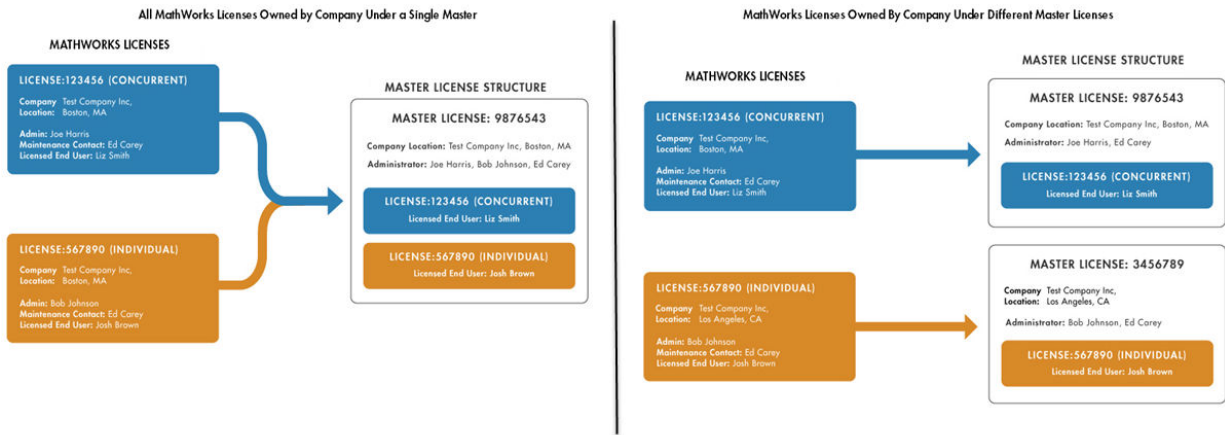 All MathWorks Licenses Owned by Company Under a Single Master
MATHWORKS LICENSES
LICENSE:123456 (CONCURRENT)
Company Test Company Inc,
Location: Boston, MA
Admin: Joe Harris
Maintenance Contact: Ed Carey
Licensed End User: Liz Smith
LICENSE:567890 (INDIVIDUAL)
Company Test Company Inc,
Location: Boston, MA
Admin: Bob Johnson
Maintenance Contact: Ed Carey
Licensed End User: Josh Brown
MASTER LICENSE STRUCTURE
MASTER LICENSE: 9876543
Company Location: Test Company Inc, Boston, MA
Administrator: Joe Harris, Bob Johnson, Ed Carey
LICENSE:123456 (CONCURRENT)
Licensed End User: Liz Smith
LICENSE:567890 (INDIVIDUAL)
Licensed End User: Josh Brown
MathWorks Licenses Owned By Company Under Different Master Licenses
MATHWORKS LICENSES
LICENSE:123456 (CONCURRENT)
Company Test Company Inc,
Location: Boston, MA
Admin: Joe Harris
Maintenance Contact: Ed Carey
Licensed End User: Liz Smith
LICENSE:567890 (INDIVIDUAL)
Company Test Company Inc,
Location: Los Angeles, CA
Admin: Bob Johnson
Maintenance Contact: Ed Carey
Licensed End User: Josh Brown
MASTER LICENSE STRUCTURE
MASTER LICENSE: 9876543
Company Location: Test Company Inc, Boston, MA
Administrator: Joe Harris, Ed Carey
LICENSE:123456 (CONCURRENT)
Licensed End User: Liz Smith
MASTER LICENSE: 3456789
Company Test Company Inc,
Location: Los Angeles, CA
Administrator: Bob Johnson, Ed Carey
LICENSE:567890 (INDIVIDUAL)
Licensed End User: Josh Brown